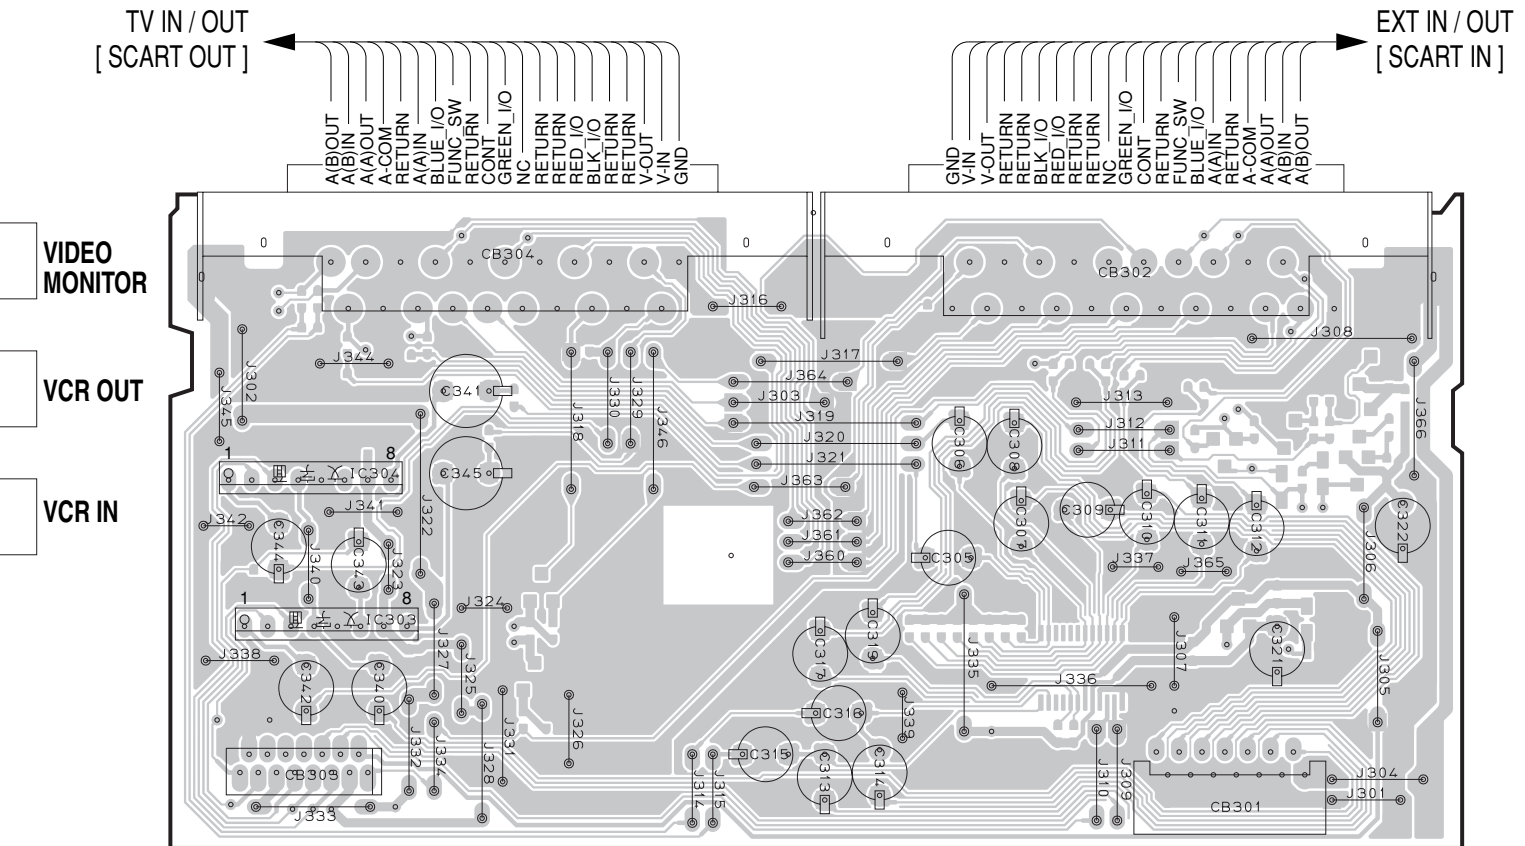 TV IN / OUT
[ SCART OUT ]
EXT IN / OUT
[ SCART IN ]
A(B)OUT
A(B)IN
A(A)OUT
A-COM
RETURN
A(A)IN
BLUE_I/O
FUNC_SW
RETURN
CONT
GREEN_I/O
NC
RETURN
RETURN
RED_I/O
BLK_I/O
RETURN
RETURN
V-OUT
V-IN
GND
GND
V-IN
V-OUT
RETURN
RETURN
BLK_I/O
RED_I/O
RETURN
RETURN
NC
GREEN_I/O
CONT
RETURN
FUNC_SW
BLUE_I/O
A(A)IN
RETURN
A-COM
A(A)OUT
A(B)IN
A(B)OUT
VIDEO
MONITOR
VCR OUT
VCR IN
CB304
CB302
J316
J308
J344
J317
J302
J345
C341
J364
J303
J313
J318
J330
J329
J346
J319
J312
J366
J320
J311
C306
C308
1
8
IC304
C345
J321
J363
J341
J322
J342
J362
C307
C309
C310
C311
C312
C322
C344
J340
C343
J323
J361
J360
C305
J337
J365
J306
J324
1
8
IC303
J338
J327
J325
C317
C319
J335
J307
C321
J305
C342
C340
J336
J331
J326
C316
J339
J332
J334
J328
C315
C313
C314
J314
J315
J310
J309
J304
J301
CB301
J333